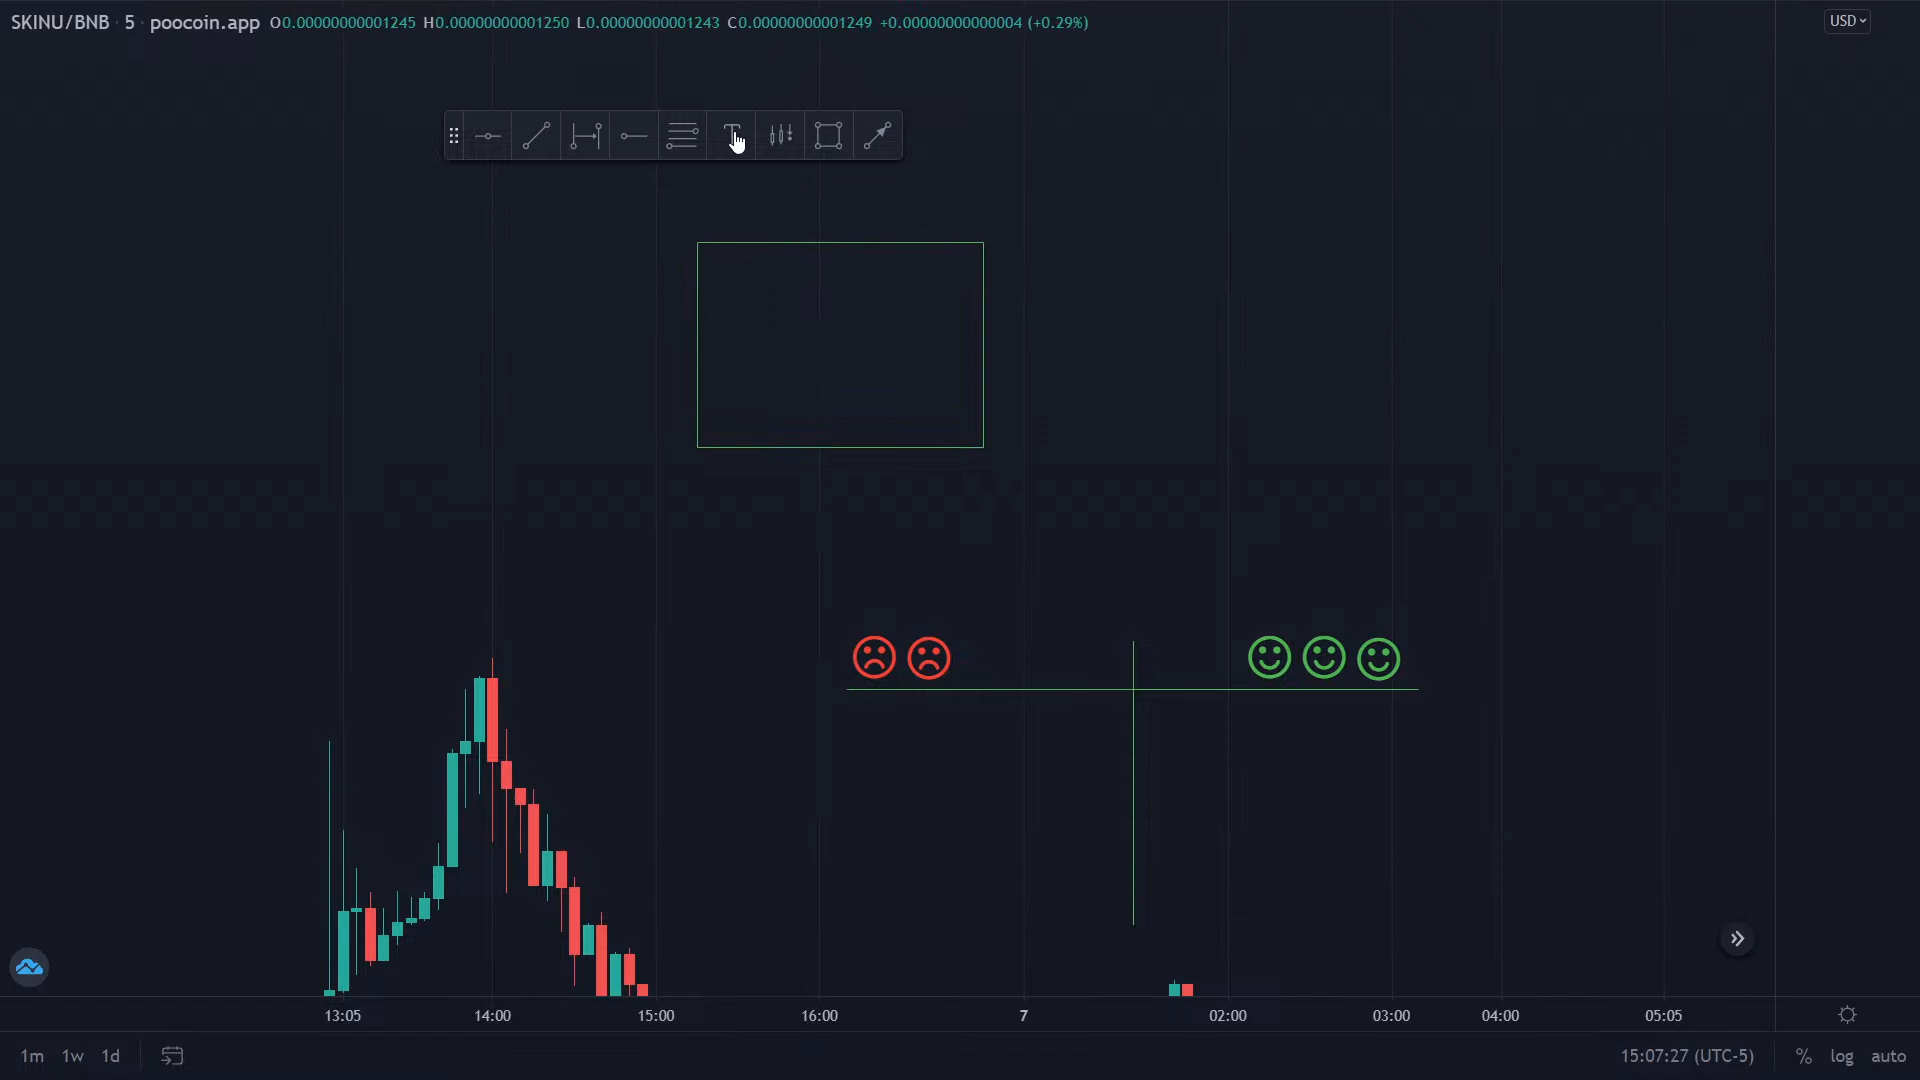 SKINU/BNB · 5 · poocoin.app O0.00000000001245 H0.00000000001250 L0.00000000001243 C0.00000000001249 +0.00000000000004 (+0.29%)
USD
T
13:05 14:00 15:00 16:00 7 02:00 03:00 04:00 05:05
1m 1w 1d 15:07:27 (UTC-5) % log auto